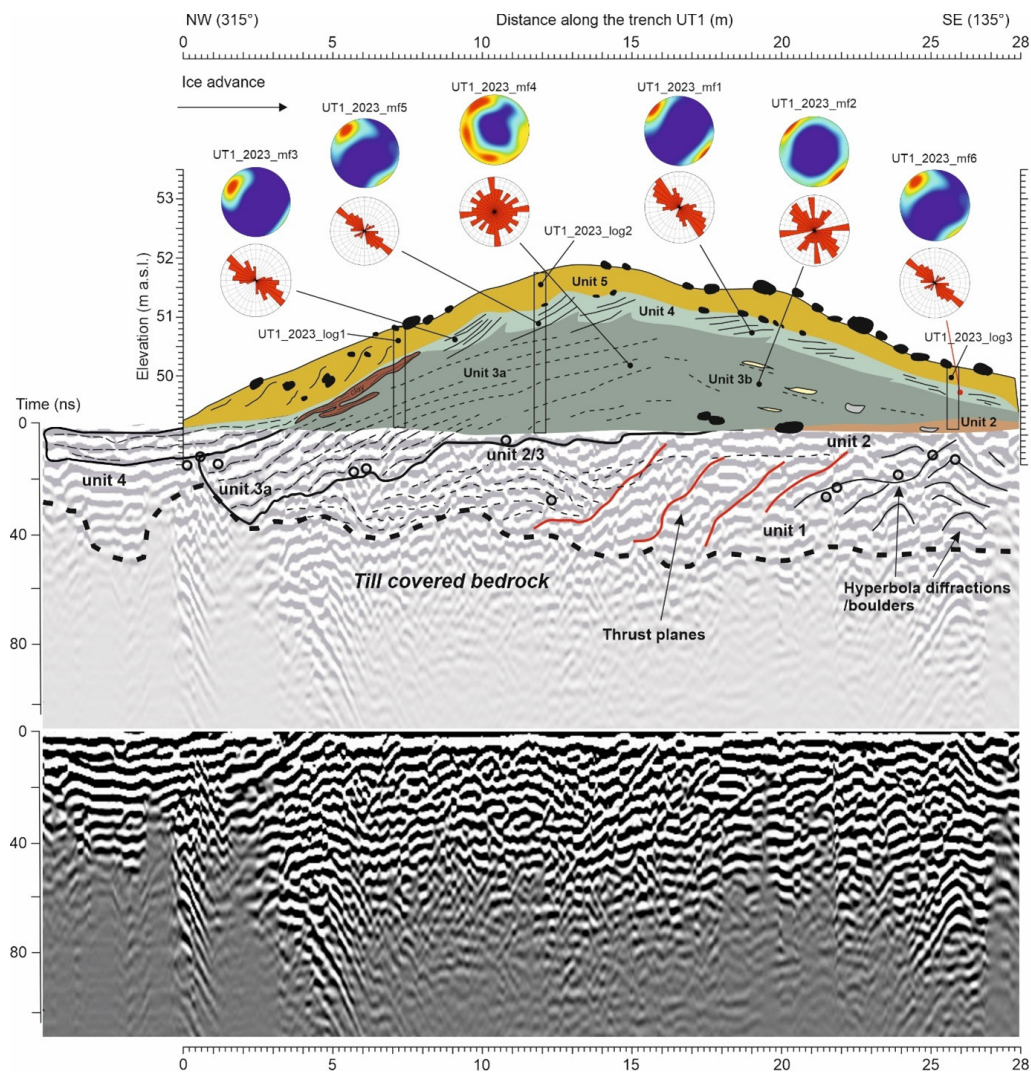 NW (315°)
Distance along the trench UT1 (m)
SE (135°)
0 5 10 15 20 25 28
Ice advance
UT1_2023_mf3
UT1_2023_mf5
UT1_2023_mf4
UT1_2023_mf1
UT1_2023_mf2
UT1_2023_mf6
Elevation (m a.s.l.)
53
52
51
50
UT1_2023_log1
UT1_2023_log2
UT1_2023_log3
Unit 5
Unit 4
Unit 3a
Unit 3b
Unit 2
Time (ns)
0
40
80
unit 4
unit 3a
unit 2/3
unit 2
unit 1
Till covered bedrock
Thrust planes
Hyperbola diffractions
/boulders
0
40
80
0 5 10 15 20 25 28